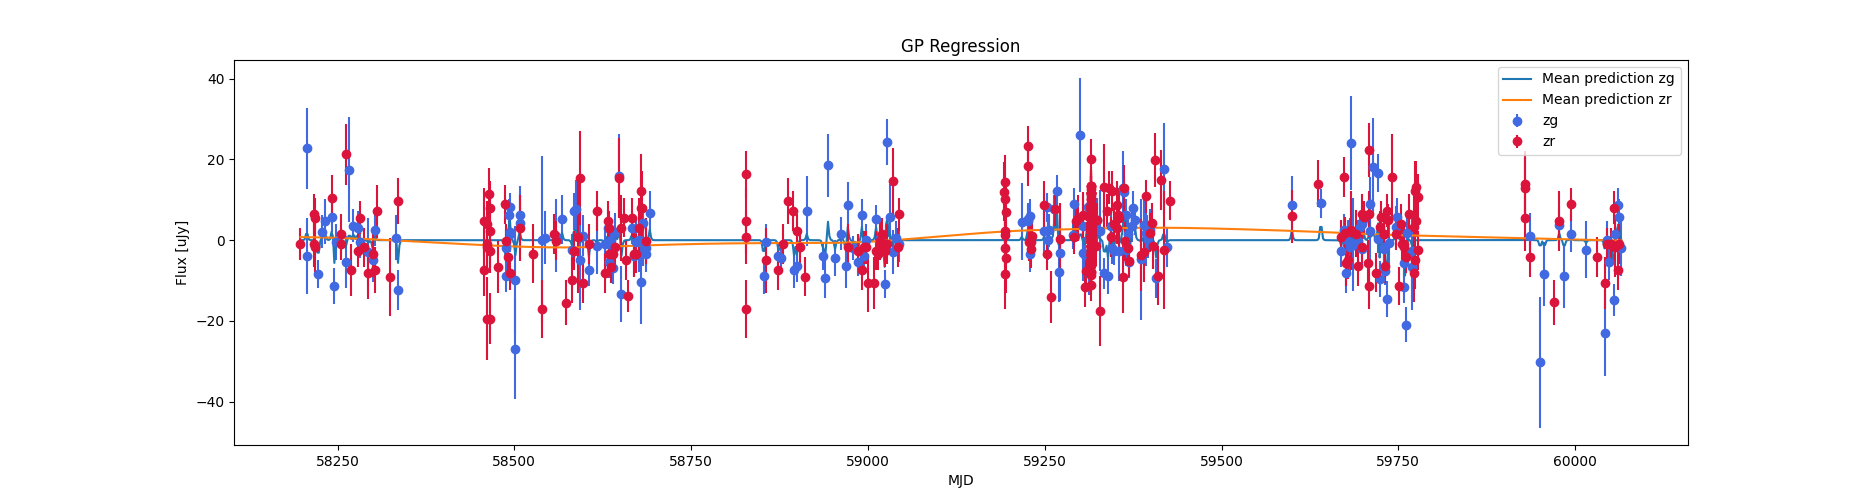 GP Regression
Flux [uJy]
40
20
0
−20
−40
Mean prediction zg
Mean prediction zr
zg
zr
58250
58500
58750
59000
59250
59500
59750
60000
MJD